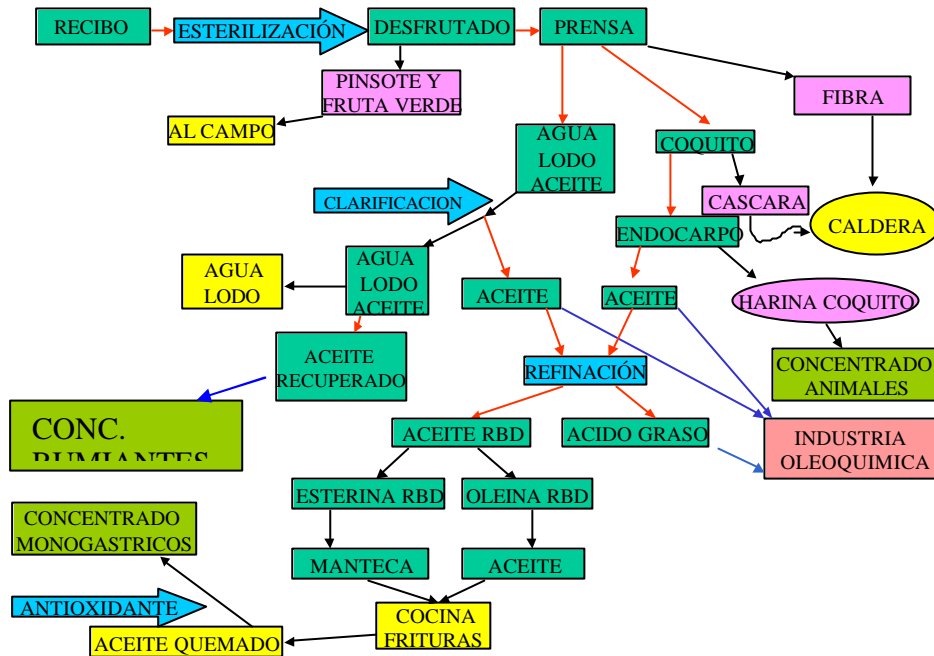 RECIBO
ESTERILIZACIÓN
DESFRUTADO
PRENSA
PINSOTE Y
FRUTA VERDE
FIBRA
AL CAMPO
AGUA
LODO
ACEITE
COQUITO
CLARIFICACION
CASCARA
CALDERA
ENDOCARPO
AGUA
LODO
AGUA
LODO
ACEITE
ACEITE
ACEITE
HARINA COQUITO
ACEITE
RECUPERADO
REFINACIÓN
CONCENTRADO
ANIMALES
CONC.
RUMIANTES
ACEITE RBD
ACIDO GRASO
INDUSTRIA
OLEOQUIMICA
ESTERINA RBD
OLEINA RBD
CONCENTRADO
MONOGASTRICOS
MANTECA
ACEITE
ANTIOXIDANTE
COCINA
FRITURAS
ACEITE QUEMADO